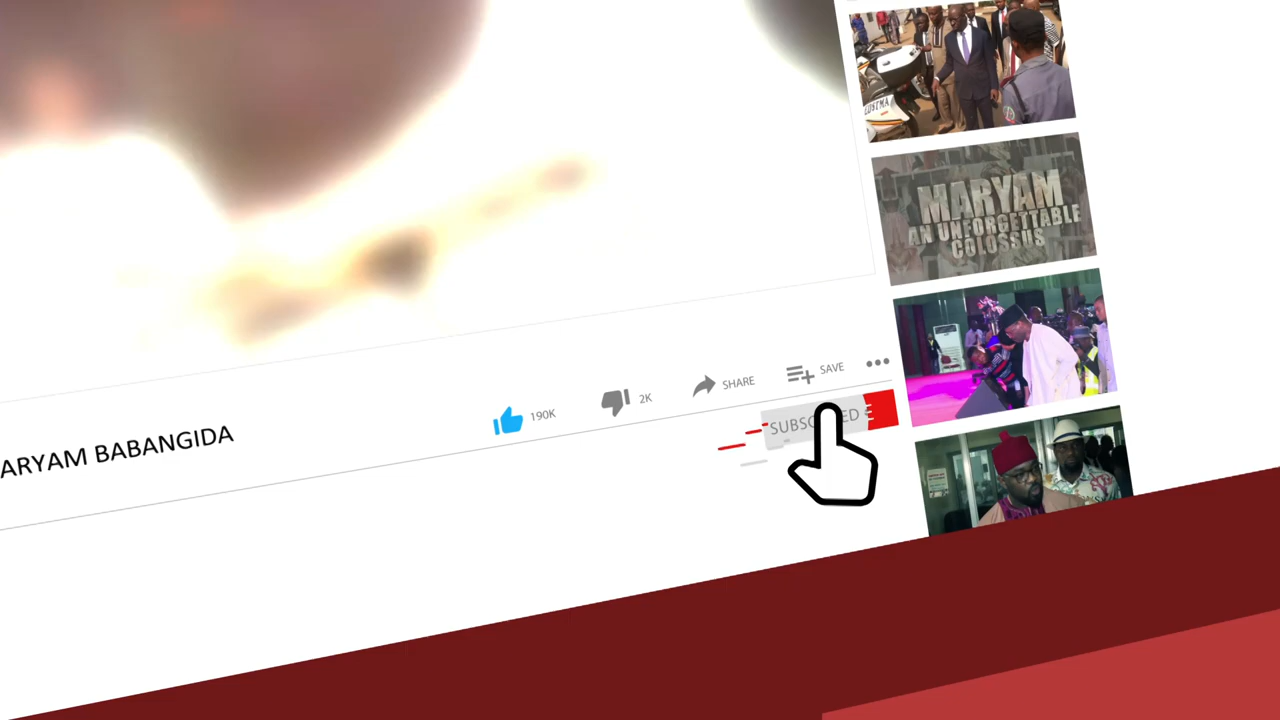 MARYAM
AN UNFORGETTABLE
COLOSSUS
190K
2K
SHARE
SAVE
ARYAM BABANGIDA